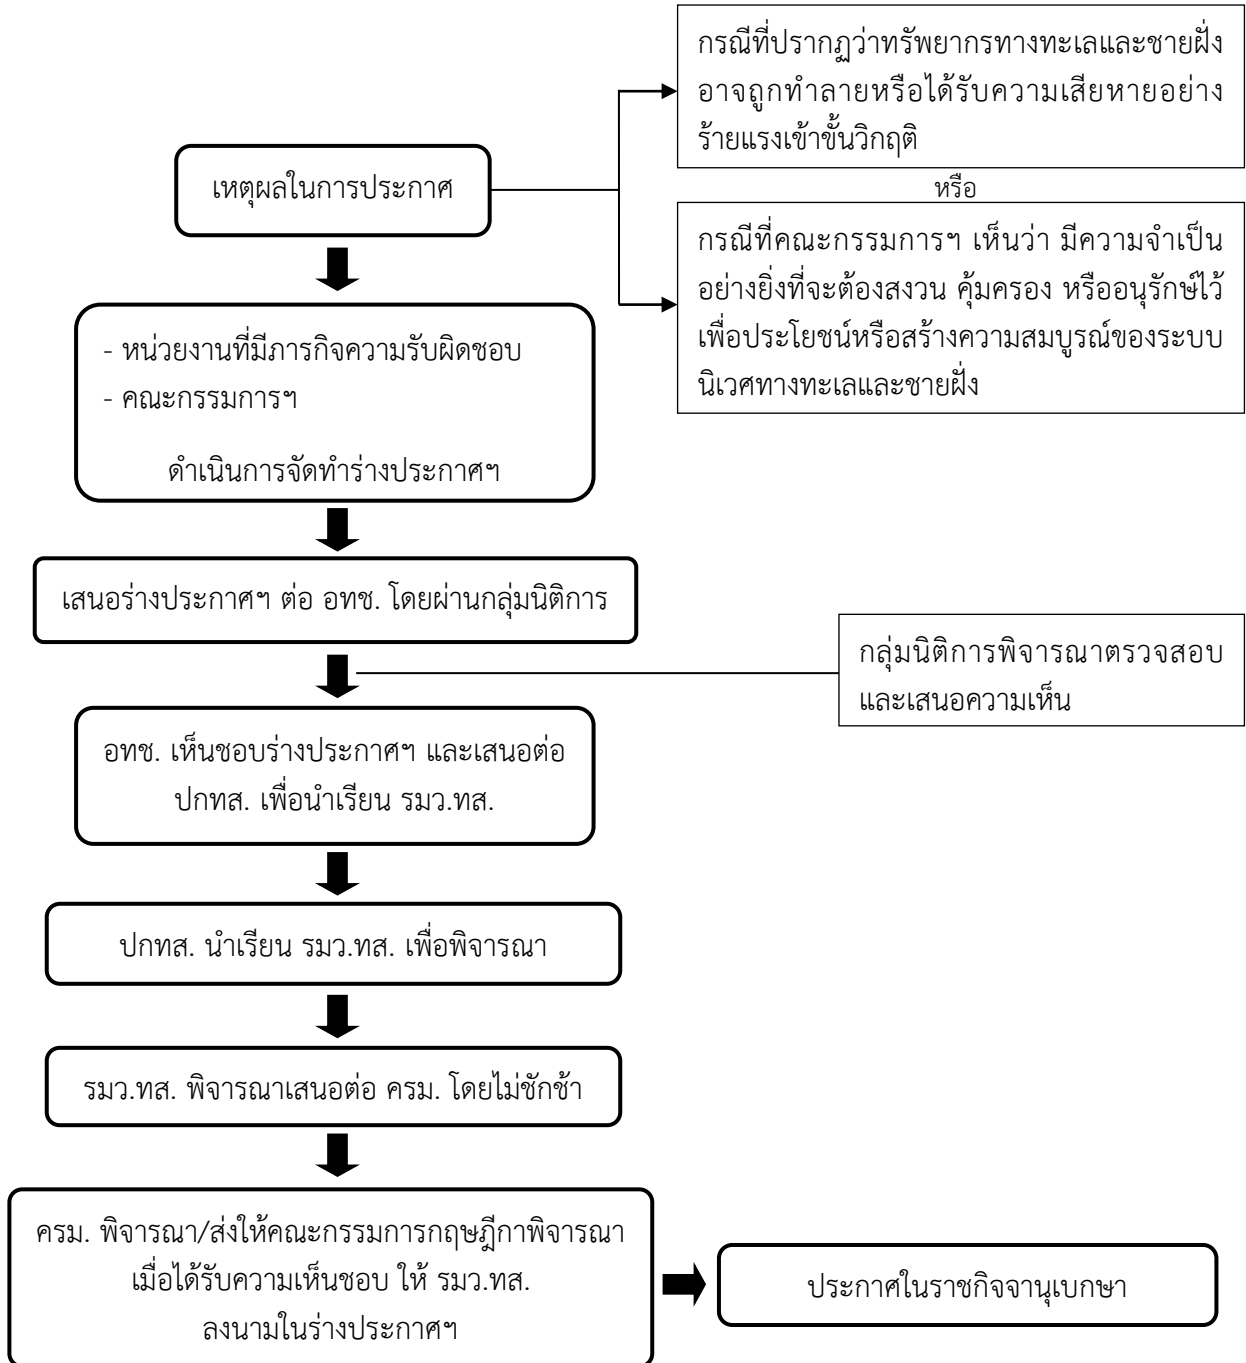 กรณีที่ปรากฏว่าทรัพยากรทางทะเลและชายฝั่ง
อาจถูกทำลายหรือได้รับความเสียหายอย่าง
ร้ายแรงเข้าขั้นวิกฤติ
เหตุผลในการประกาศ
หรือ
กรณีที่คณะกรรมการฯ เห็นว่า มีความจำเป็น
อย่างยิ่งที่จะต้องสงวน คุ้มครอง หรืออนุรักษ์ไว้
เพื่อประโยชน์หรือสร้างความสมบูรณ์ของระบบ
นิเวศทางทะเลและชายฝั่ง
- หน่วยงานที่มีภารกิจความรับผิดชอบ
- คณะกรรมการฯ
ดำเนินการจัดทำร่างประกาศฯ
เสนอร่างประกาศฯ ต่อ อทช. โดยผ่านกลุ่มนิติการ
กลุ่มนิติการพิจารณาตรวจสอบ
และเสนอความเห็น
อทช. เห็นชอบร่างประกาศฯ และเสนอต่อ
ปกทส. เพื่อนำเรียน รมว.ทส.
ปกทส. นำเรียน รมว.ทส. เพื่อพิจารณา
รมว.ทส. พิจารณาเสนอต่อ ครม. โดยไม่ชักช้า
ครม. พิจารณา/ส่งให้คณะกรรมการกฤษฎีกาพิจารณา
เมื่อได้รับความเห็นชอบ ให้ รมว.ทส.
ลงนามในร่างประกาศฯ
ประกาศในราชกิจจานุเบกษา